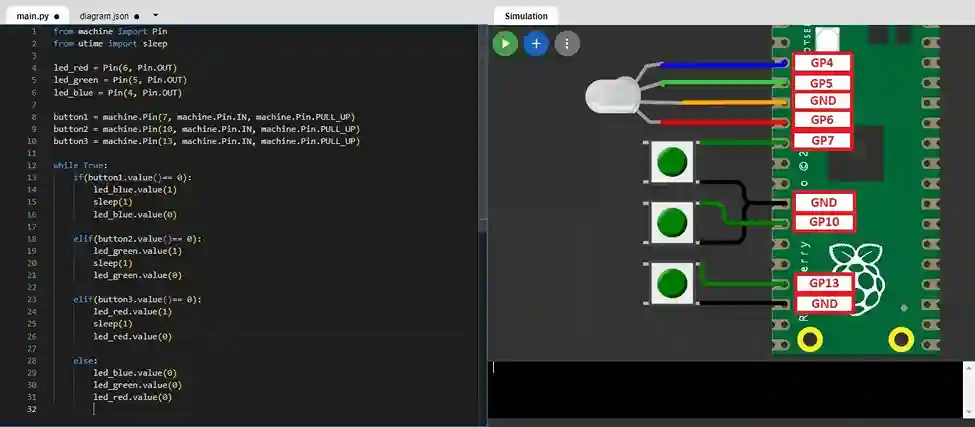 main.py
diagram.json
Simulation
1 from machine import Pin
2 from utime import sleep
3
4 led_red = Pin(6, Pin.OUT)
5 led_green = Pin(5, Pin.OUT)
6 led_blue = Pin(4, Pin.OUT)
7
8 button1 = machine.Pin(7, machine.Pin.IN, machine.Pin.PULL_UP)
9 button2 = machine.Pin(10, machine.Pin.IN, machine.Pin.PULL_UP)
10 button3 = machine.Pin(13, machine.Pin.IN, machine.Pin.PULL_UP)
11
12 while True:
13 if(button1.value()== 0):
14 led_blue.value(1)
15 sleep(1)
16 led_blue.value(0)
17
18 elif(button2.value()== 0):
19 led_green.value(1)
20 sleep(1)
21 led_green.value(0)
22
23 elif(button3.value()== 0):
24 led_red.value(1)
25 sleep(1)
26 led_red.value(0)
27
28 else:
29 led_blue.value(0)
30 led_green.value(0)
31 led_red.value(0)
32
GP4
GP5
GND
GP6
GP7
GND
GP10
GP13
GND